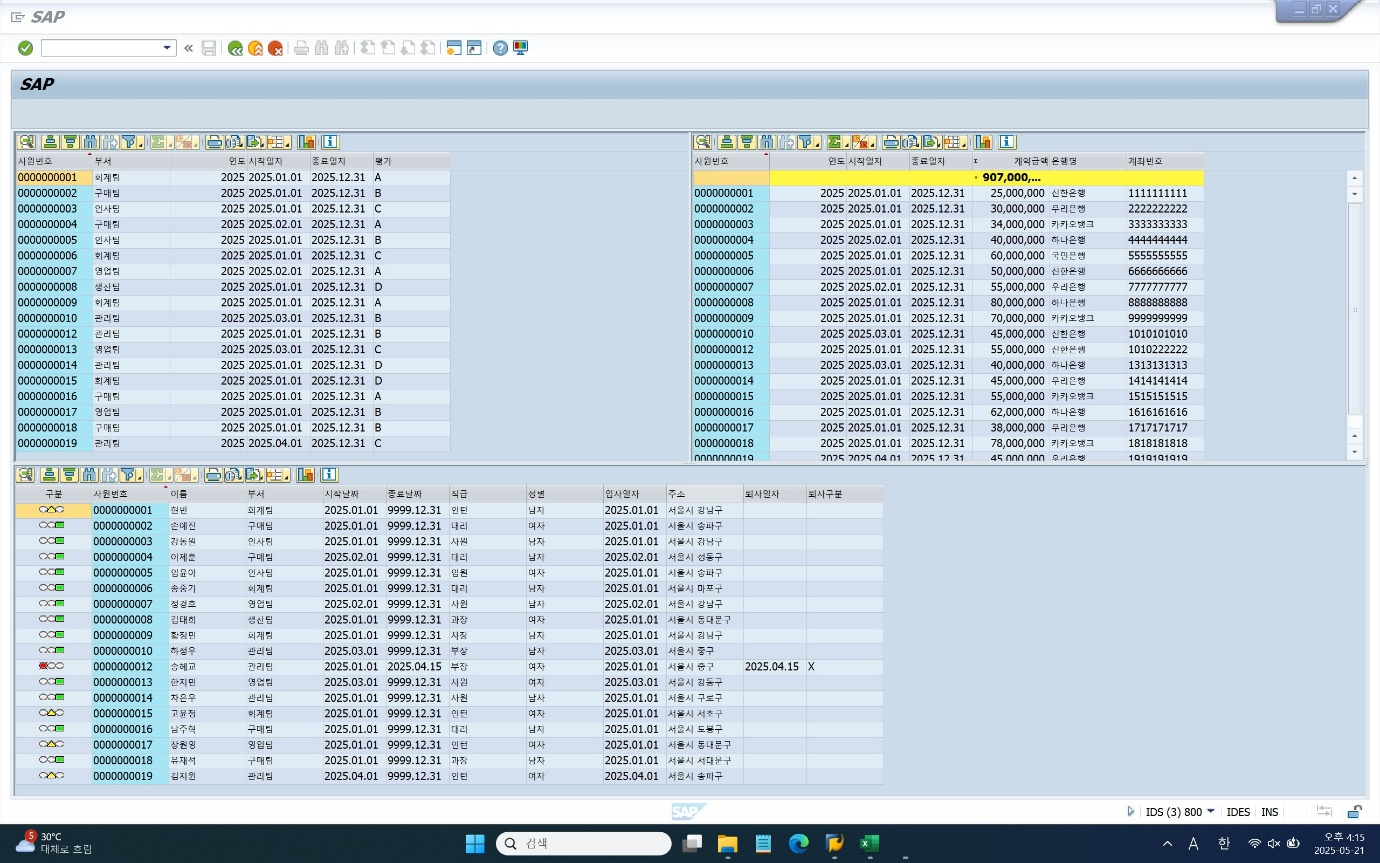 SAP
SAP
사원번호 부서 연도 시작일자 종료일자 평가
0000000001 회계팀 2025 2025.01.01 2025.12.31 A
0000000002 구매팀 2025 2025.01.01 2025.12.31 B
0000000003 인사팀 2025 2025.01.01 2025.12.31 C
0000000004 구매팀 2025 2025.02.01 2025.12.31 A
0000000005 인사팀 2025 2025.01.01 2025.12.31 B
0000000006 회계팀 2025 2025.01.01 2025.12.31 C
0000000007 영업팀 2025 2025.02.01 2025.12.31 A
0000000008 생산팀 2025 2025.01.01 2025.12.31 D
0000000009 회계팀 2025 2025.01.01 2025.12.31 A
0000000010 관리팀 2025 2025.03.01 2025.12.31 B
0000000012 관리팀 2025 2025.01.01 2025.12.31 B
0000000013 영업팀 2025 2025.03.01 2025.12.31 C
0000000014 관리팀 2025 2025.01.01 2025.12.31 D
0000000015 회계팀 2025 2025.01.01 2025.12.31 D
0000000016 구매팀 2025 2025.01.01 2025.12.31 A
0000000017 영업팀 2025 2025.01.01 2025.12.31 B
0000000018 구매팀 2025 2025.01.01 2025.12.31 B
0000000019 관리팀 2025 2025.04.01 2025.12.31 C
사원번호 연도 시작일자 종료일자 Σ 계약금액 은행명 계좌번호
907,000,...
0000000001 2025 2025.01.01 2025.12.31 25,000,000 신한은행 1111111111
0000000002 2025 2025.01.01 2025.12.31 30,000,000 우리은행 2222222222
0000000003 2025 2025.01.01 2025.12.31 34,000,000 카카오뱅크 3333333333
0000000004 2025 2025.02.01 2025.12.31 40,000,000 하나은행 4444444444
0000000005 2025 2025.01.01 2025.12.31 60,000,000 국민은행 5555555555
0000000006 2025 2025.01.01 2025.12.31 50,000,000 신한은행 6666666666
0000000007 2025 2025.02.01 2025.12.31 55,000,000 우리은행 7777777777
0000000008 2025 2025.01.01 2025.12.31 80,000,000 하나은행 8888888888
0000000009 2025 2025.01.01 2025.12.31 70,000,000 카카오뱅크 9999999999
0000000010 2025 2025.03.01 2025.12.31 45,000,000 신한은행 1010101010
0000000012 2025 2025.01.01 2025.12.31 55,000,000 신한은행 1010222222
0000000013 2025 2025.03.01 2025.12.31 40,000,000 하나은행 1313131313
0000000014 2025 2025.01.01 2025.12.31 45,000,000 우리은행 1414141414
0000000015 2025 2025.01.01 2025.12.31 55,000,000 카카오뱅크 1515151515
0000000016 2025 2025.01.01 2025.12.31 62,000,000 하나은행 1616161616
0000000017 2025 2025.01.01 2025.12.31 38,000,000 우리은행 1717171717
0000000018 2025 2025.01.01 2025.12.31 78,000,000 카카오뱅크 1818181818
0000000019 2025 2025.04.01 2025.12.31 45,000,000 우리은행 1919191919
구분 사원번호 이름 부서 시작날짜 종료날짜 직급 성별 입사일자 주소 퇴사일자 퇴사구분
0000000001 현빈 회계팀 2025.01.01 9999.12.31 인턴 남자 2025.01.01 서울시 강남구
0000000002 손예진 구매팀 2025.01.01 9999.12.31 대리 여자 2025.01.01 서울시 송파구
0000000003 강동원 인사팀 2025.01.01 9999.12.31 사원 남자 2025.01.01 서울시 강남구
0000000004 이제훈 구매팀 2025.02.01 9999.12.31 대리 남자 2025.02.01 서울시 성동구
0000000005 임윤아 인사팀 2025.01.01 9999.12.31 임원 여자 2025.01.01 서울시 송파구
0000000006 송중기 회계팀 2025.01.01 9999.12.31 대리 남자 2025.01.01 서울시 마포구
0000000007 정경호 영업팀 2025.02.01 9999.12.31 사원 남자 2025.02.01 서울시 강남구
0000000008 김태희 생산팀 2025.01.01 9999.12.31 과장 여자 2025.01.01 서울시 동대문구
0000000009 황정민 회계팀 2025.01.01 9999.12.31 차장 남자 2025.01.01 서울시 강남구
0000000010 하정우 관리팀 2025.03.01 9999.12.31 부장 남자 2025.03.01 서울시 중구
0000000012 송혜교 관리팀 2025.01.01 2025.04.15 부장 여자 2025.01.01 서울시 중구 2025.04.15 X
0000000013 한지민 영업팀 2025.03.01 9999.12.31 사원 여자 2025.03.01 서울시 강동구
0000000014 차은우 관리팀 2025.01.01 9999.12.31 사원 남자 2025.01.01 서울시 구로구
0000000015 고윤정 회계팀 2025.01.01 9999.12.31 인턴 여자 2025.01.01 서울시 서초구
0000000016 남주혁 구매팀 2025.01.01 9999.12.31 대리 남자 2025.01.01 서울시 도봉구
0000000017 장원영 영업팀 2025.01.01 9999.12.31 인턴 여자 2025.01.01 서울시 동대문구
0000000018 유재석 구매팀 2025.01.01 9999.12.31 과장 남자 2025.01.01 서울시 서대문구
0000000019 김지원 관리팀 2025.04.01 9999.12.31 인턴 여자 2025.04.01 서울시 송파구
SAP
IDS (3) 800 IDES INS
5
30°C
대체로 흐림
검색
A 한
오후 4:15
2025-05-21